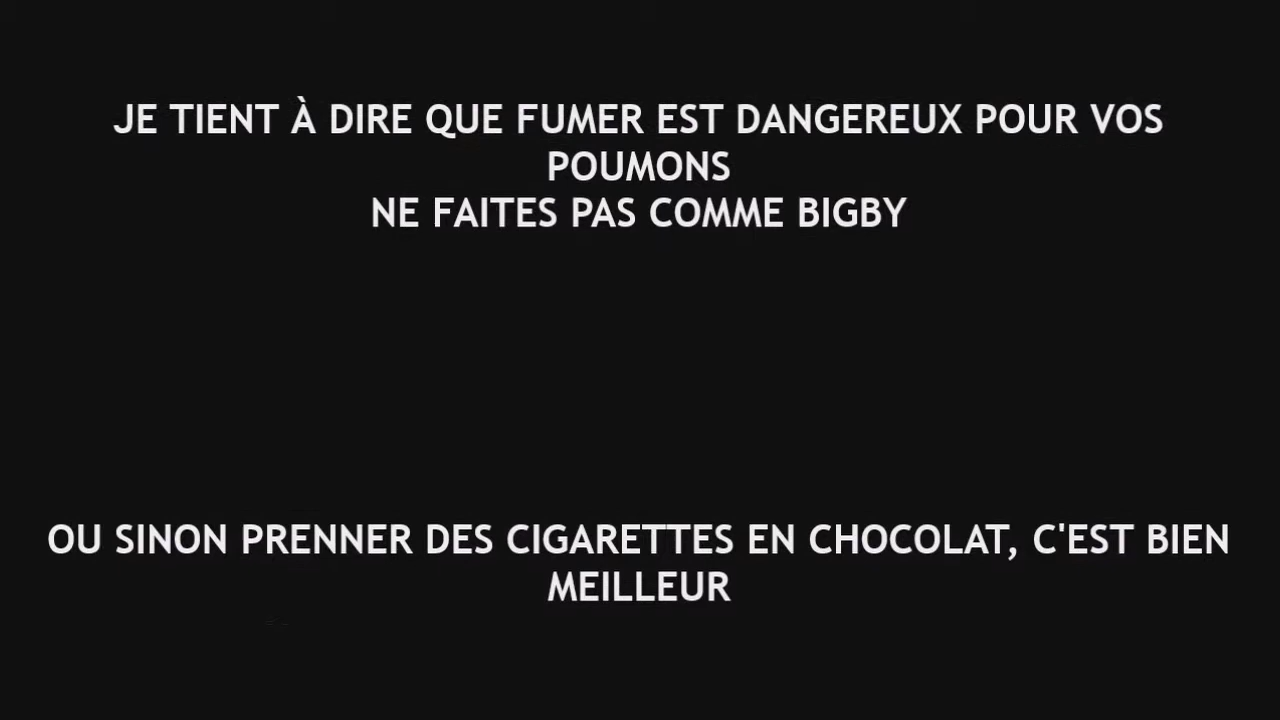 JE TIENT À DIRE QUE FUMER EST DANGEREUX POUR VOS
POUMONS
NE FAITES PAS COMME BIGBY
OU SINON PRENNER DES CIGARETTES EN CHOCOLAT, C'EST BIEN
MEILLEUR